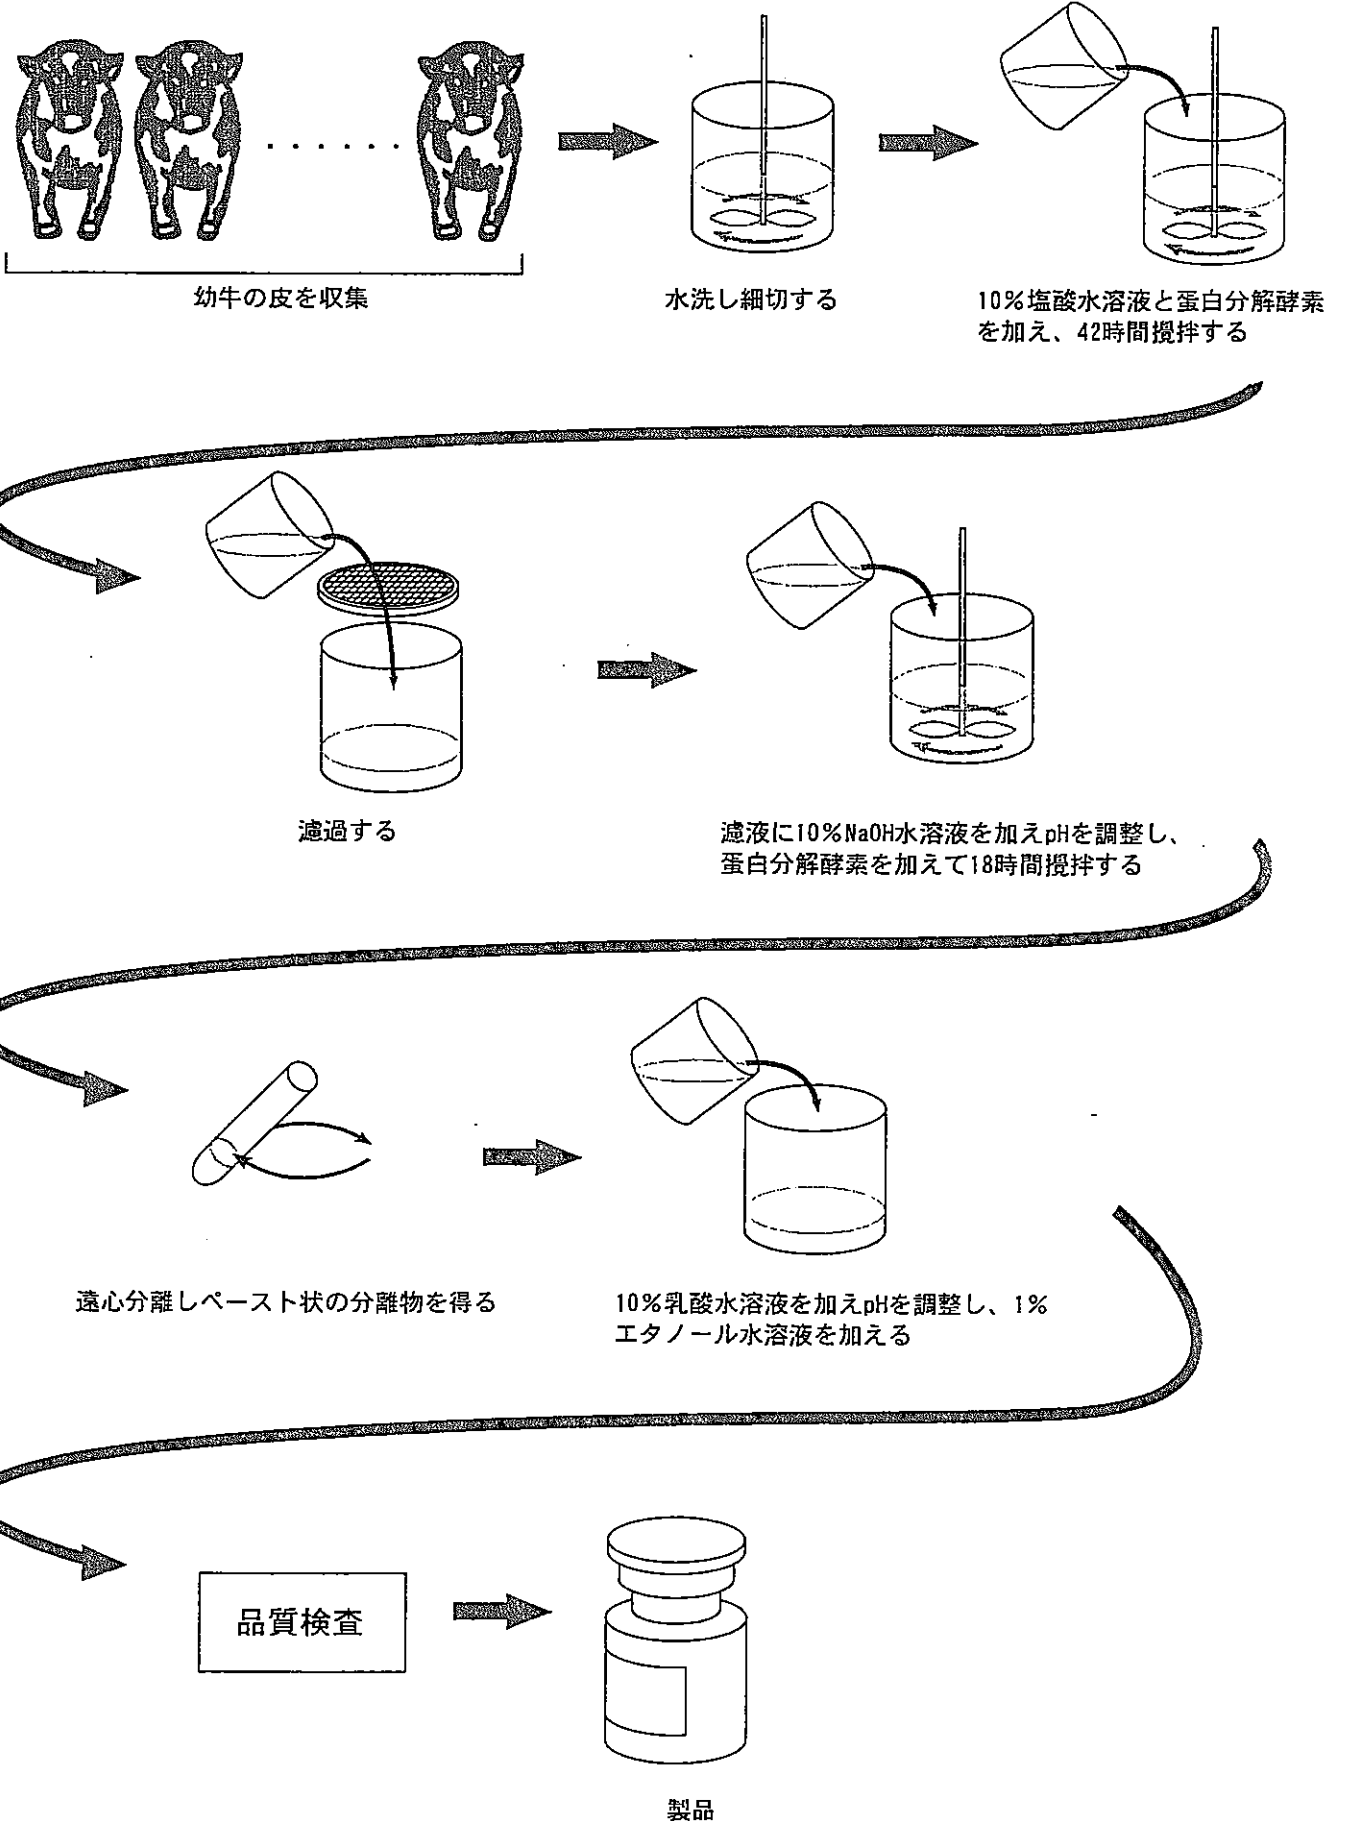 幼牛の皮を収集
水洗し細切する
10%塩酸水溶液と蛋白分解酵素
を加え、42時間攪拌する
濾過する
濾液に10%NaOH水溶液を加えpHを調整し、
蛋白分解酵素を加えて18時間攪拌する
遠心分離しペースト状の分離物を得る
10%乳酸水溶液を加えpHを調整し、1%
エタノール水溶液を加える
品質検査
製品